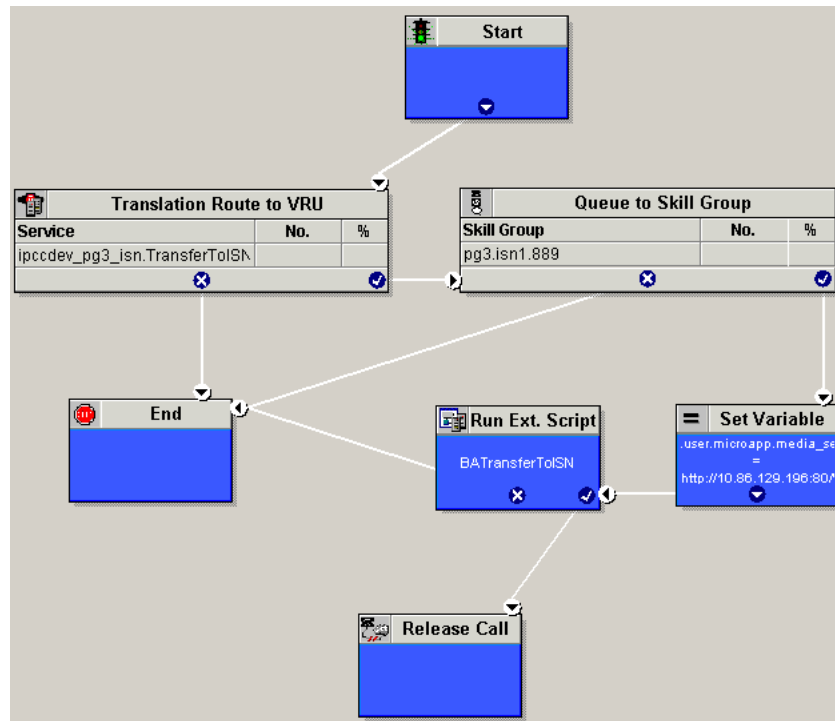 Start
Translation Route to VRU
Service No. %
ipccdev_pg3_isn.TransferToISN
Queue to Skill Group
Skill Group No. %
pg3.isn1.889
End
Run Ext. Script
BATransferToISN
Set Variable
.user.microapp.media_se
=
http://10.86.129.196:80/
Release Call